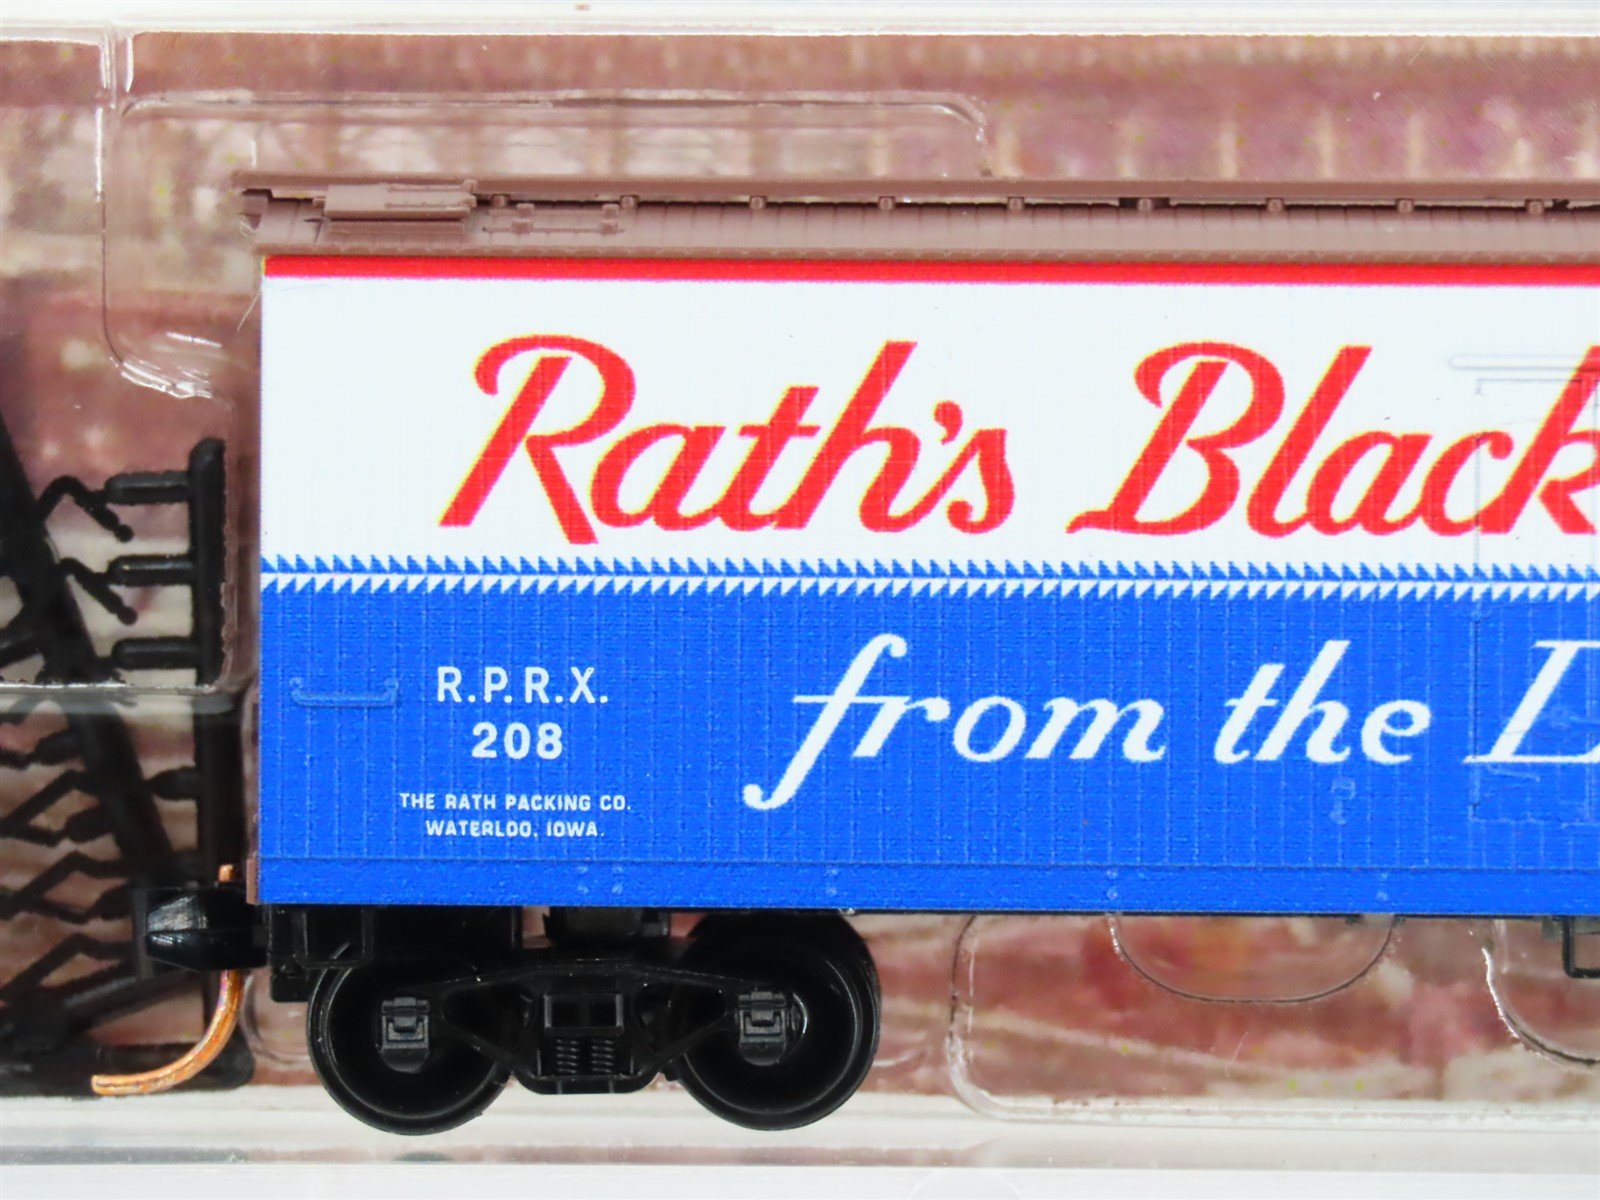 Rath's Black
from the
R.P.R.X.
208
THE RATH PACKING CO.
WATERLOO, IOWA.